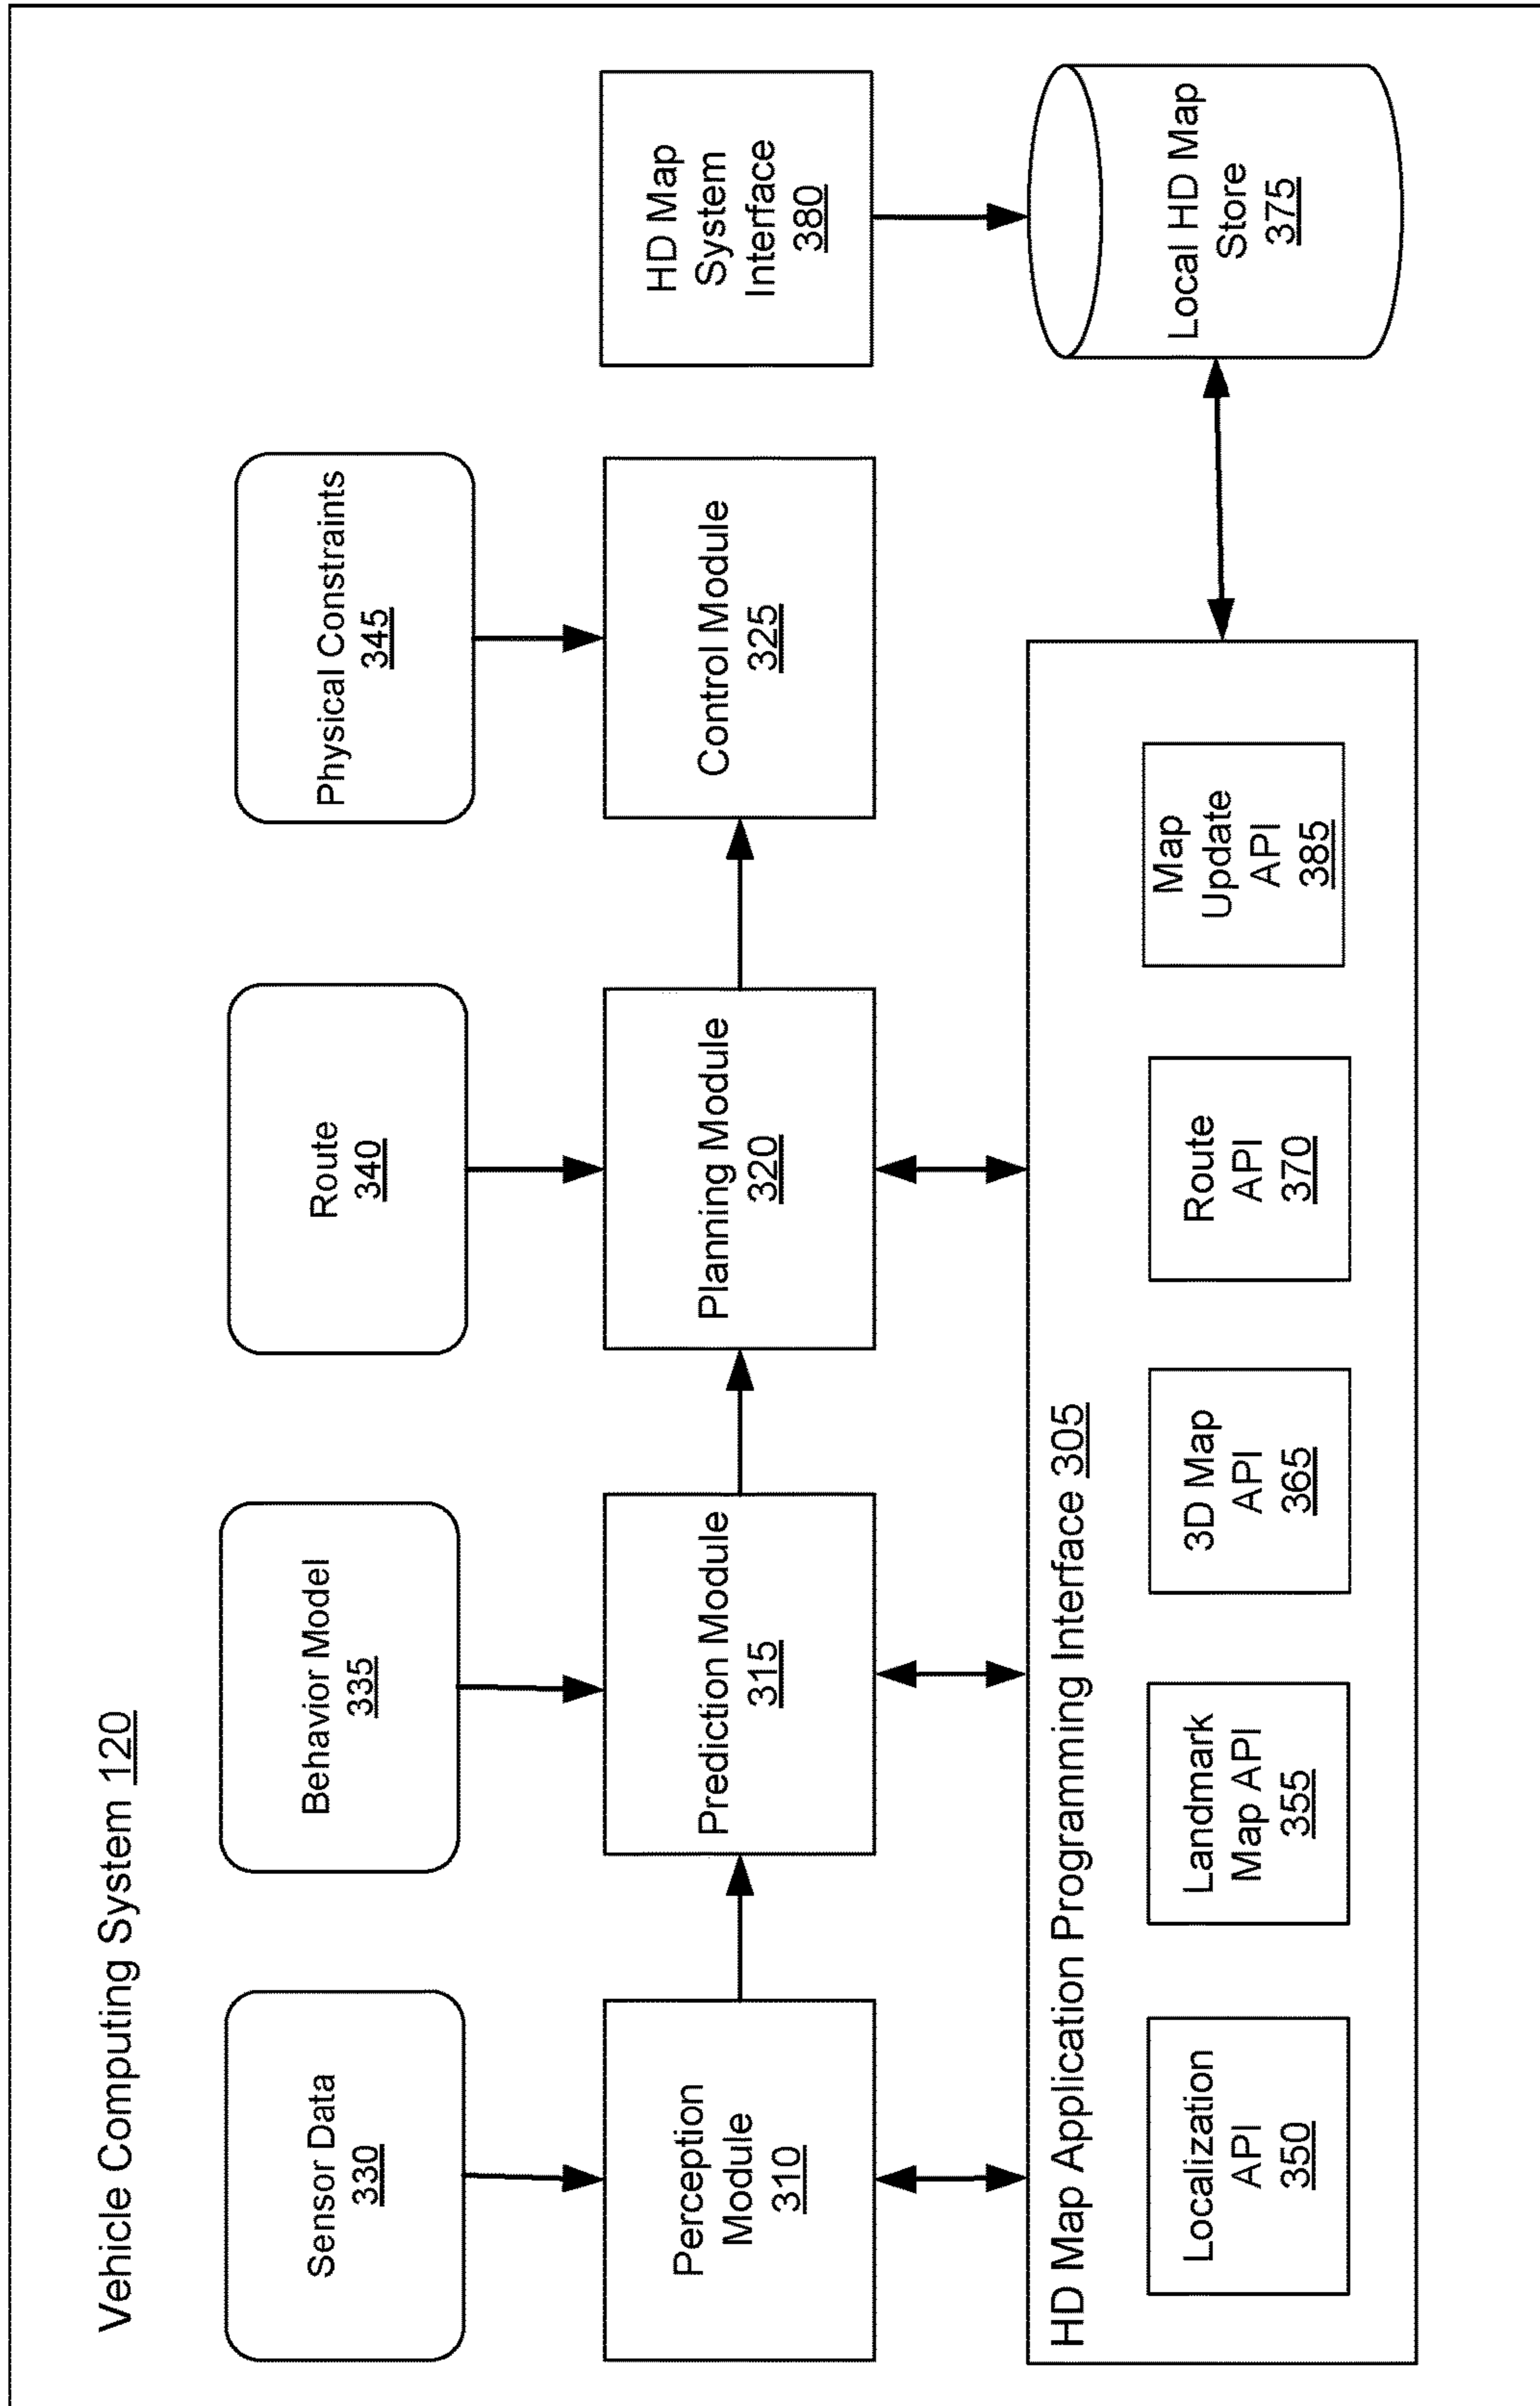 Vehicle Computing System 120
Sensor Data
330
Behavior Model
335
Route
340
Physical Constraints
345
Perception
Module
310
Prediction Module
315
Planning Module
320
Control Module
325
HD Map
System
Interface
380
HD Map Application Programming Interface 305
Localization
API
350
Landmark
Map API
355
3D Map
API
365
Route
API
370
Map
Update
API
385
Local HD Map
Store
375